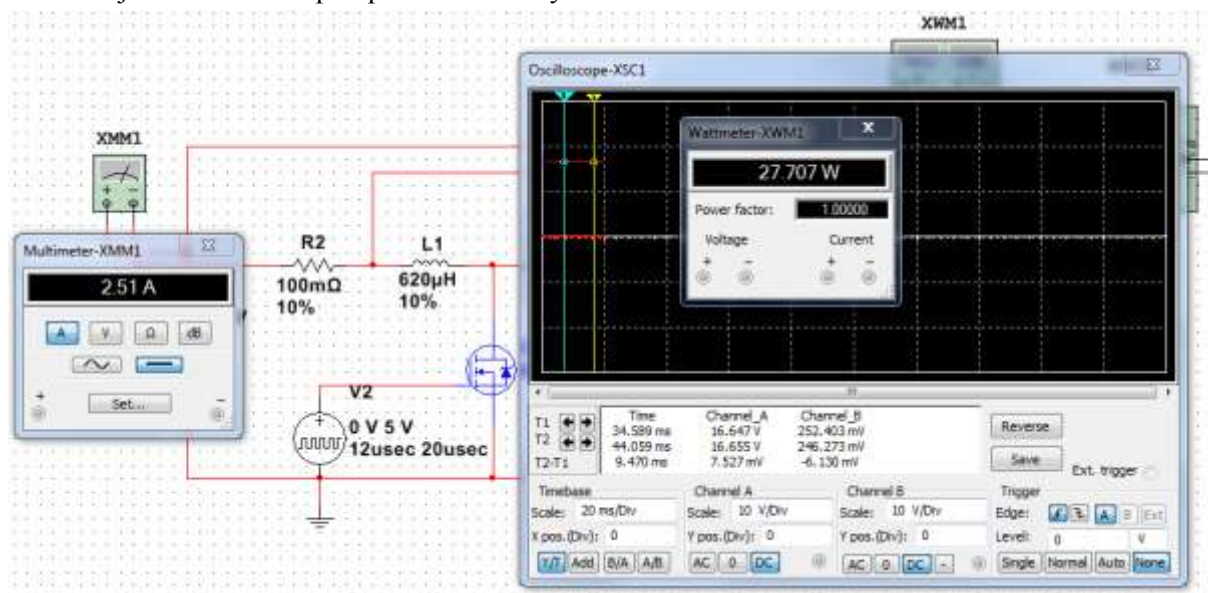 XWM1
Oscilloscope-XSC1
XMM1
Wattmeter-XWM1
27.707 W
Power factor: 1.00000
Voltage Current
+ - + -
Multimeter-XMM1
2.51 A
A V Ω dB
Set...
+ -
R2
100mΩ
10%
L1
620µH
10%
V2
0 V 5 V
12usec 20usec
Time Channel_A Channel_B
T1 34.589 ms 16.647 V 252.403 mV
T2 44.059 ms 16.655 V 246.273 mV
T2-T1 9.470 ms 7.527 mV -6.130 mV
Reverse
Save
Ext. trigger
Timebase
Scale: 20 ms/Div
X pos.(Div): 0
Y/T Add B/A A/B
Channel A
Scale: 10 V/Div
Y pos.(Div): 0
AC 0 DC
Channel B
Scale: 10 V/Div
Y pos.(Div): 0
AC 0 DC -
Trigger
Edge: A B Ext
Level: 0 V
Single Normal Auto None